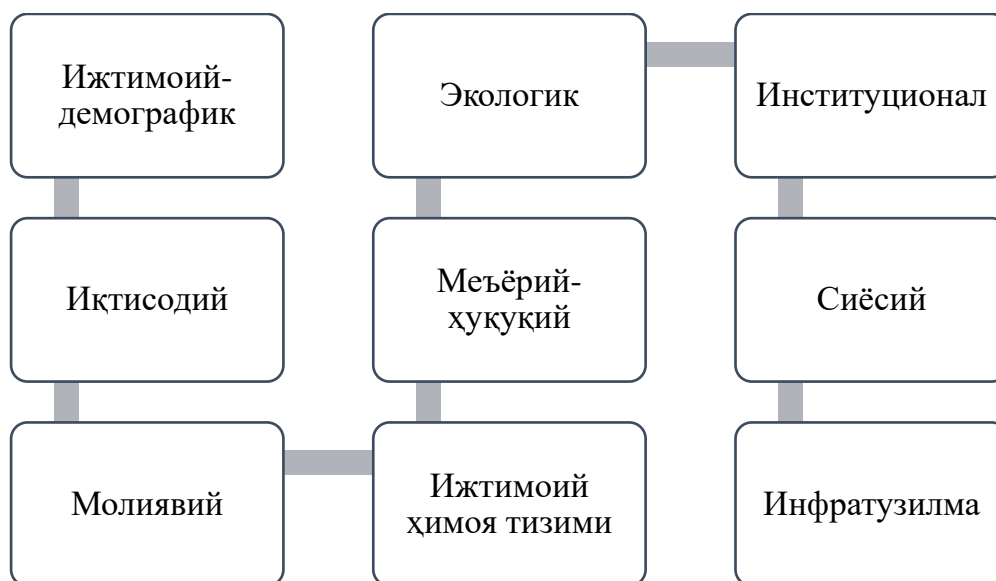 Ижтимоий-
демографик
Экологик
Институционал
Иқтисодий
Меъёрий-
ҳуқуқий
Сиёсий
Молиявий
Ижтимоий
ҳимоя тизими
Инфратузилма